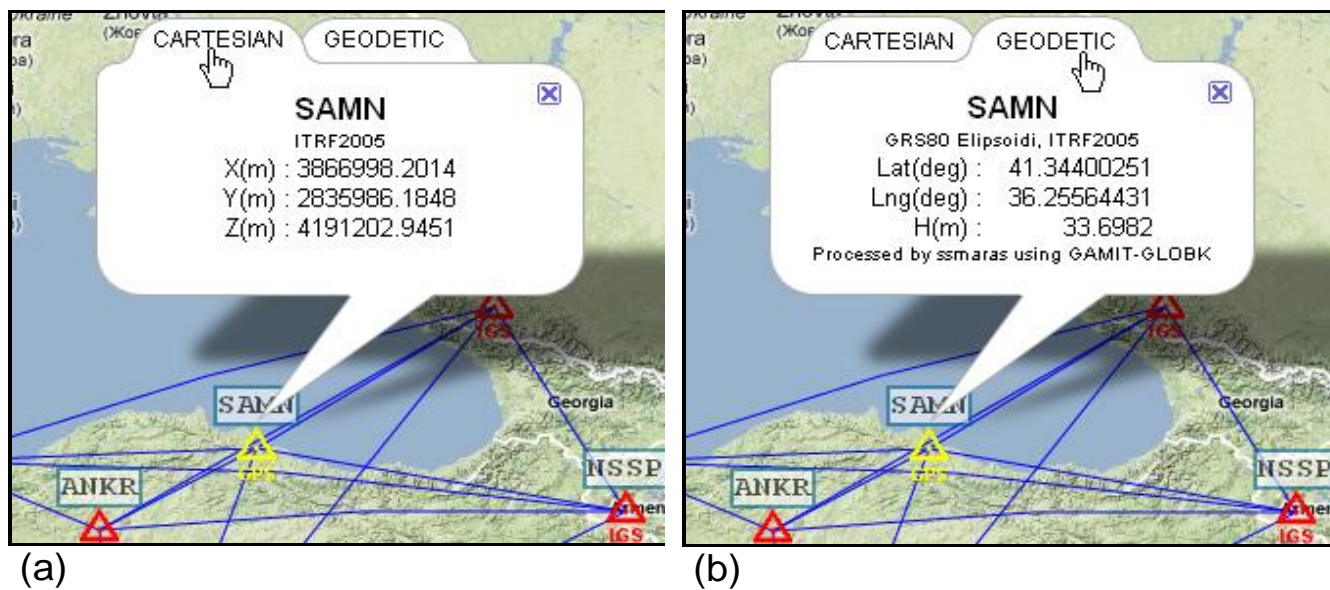 CARTESIAN GEODETIC
SAMN
ITRF2005
X(m) : 3866998.2014
Y(m) : 2835986.1848
Z(m) : 4191202.9451
IGS
SAMN
Georgia
GPS
NSSP
ANKR
IGS
(a)
CARTESIAN GEODETIC
SAMN
GRS80 Elipsoidi, ITRF2005
Lat(deg) : 41.34400251
Lng(deg) : 36.25564431
H(m) : 33.6982
Processed by ssmaras using GAMIT-GLOBK
IGS
SAMN
Georgia
GPS
NSSP
ANKR
IGS
(b)